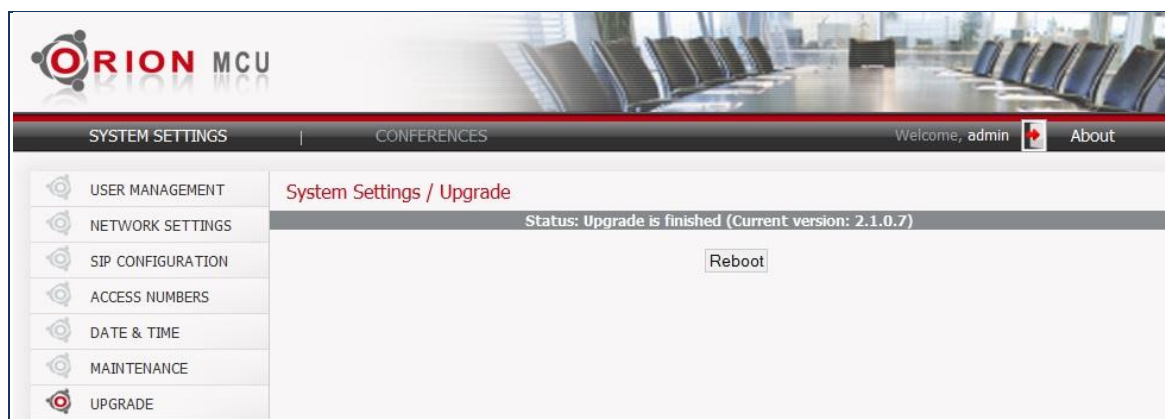 ORION MCU
SYSTEM SETTINGS | CONFERENCES Welcome, admin About
USER MANAGEMENT
NETWORK SETTINGS
SIP CONFIGURATION
ACCESS NUMBERS
DATE & TIME
MAINTENANCE
UPGRADE
System Settings / Upgrade
Status: Upgrade is finished (Current version: 2.1.0.7)
Reboot